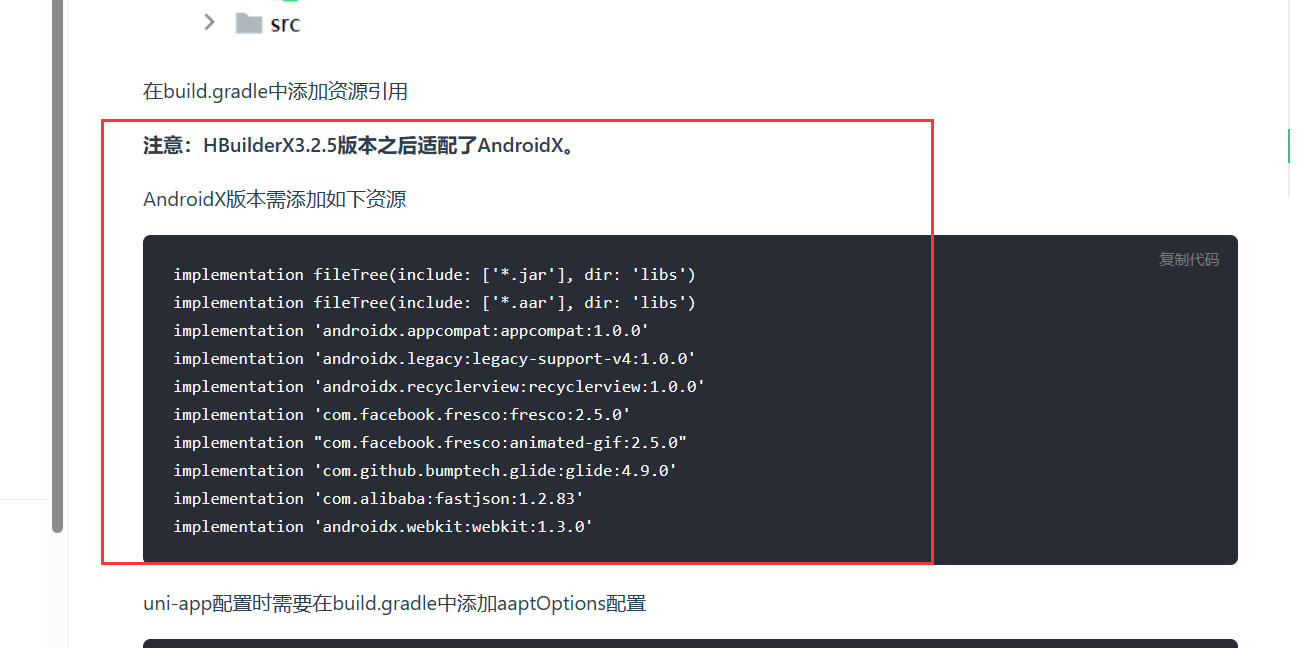 src
在build.gradle中添加资源引用
注意：HBuilderX3.2.5版本之后适配了AndroidX。
AndroidX版本需添加如下资源
复制代码
implementation fileTree(include: ['*.jar'], dir: 'libs')
implementation fileTree(include: ['*.aar'], dir: 'libs')
implementation 'androidx.appcompat:appcompat:1.0.0'
implementation 'androidx.legacy:legacy-support-v4:1.0.0'
implementation 'androidx.recyclerview:recyclerview:1.0.0'
implementation 'com.facebook.fresco:fresco:2.5.0'
implementation "com.facebook.fresco:animated-gif:2.5.0"
implementation 'com.github.bumptech.glide:glide:4.9.0'
implementation 'com.alibaba:fastjson:1.2.83'
implementation 'androidx.webkit:webkit:1.3.0'
uni-app配置时需要在build.gradle中添加aaptOptions配置